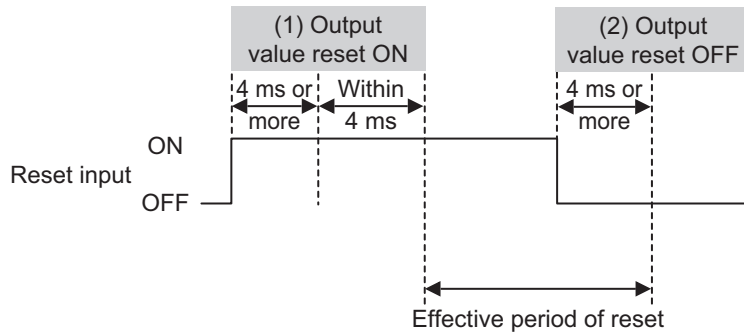 (1) Output
value reset ON
(2) Output
value reset OFF
4 ms or
more
Within
4 ms
4 ms or
more
ON
Reset input
OFF
Effective period of reset